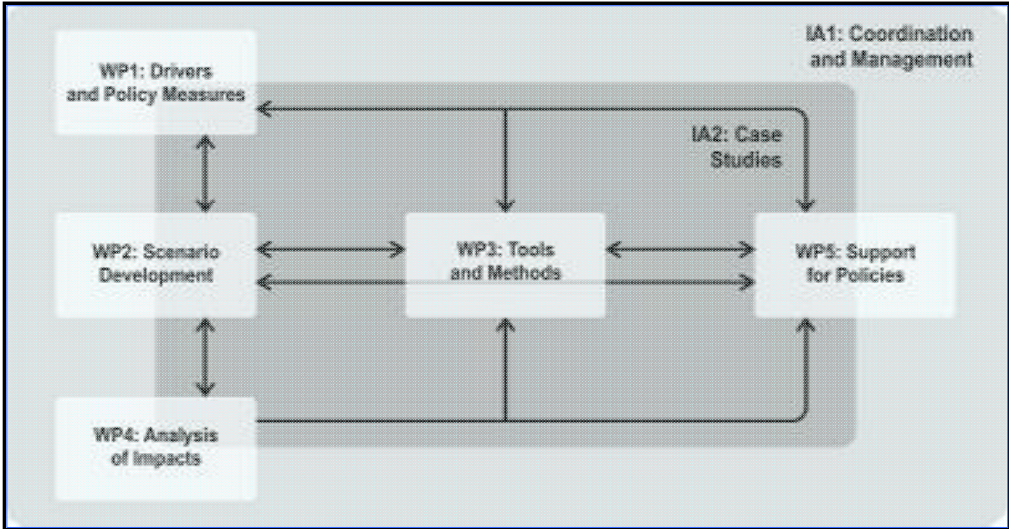 IA1: Coordination
and Management
WP1: Drivers
and Policy Measures
IA2: Case
Studies
WP2: Scenario
Development
WP3: Tools
and Methods
WP5: Support
for Policies
WP4: Analysis
of Impacts